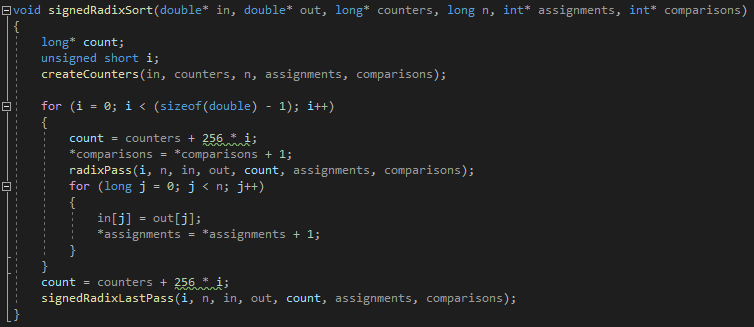 void signedRadixSort(double* in, double* out, long* counters, long n, int* assignments, int* comparisons)
{
    long* count;
    unsigned short i;
    createCounters(in, counters, n, assignments, comparisons);

    for (i = 0; i < (sizeof(double) - 1); i++)
    {
        count = counters + 256 * i;
        *comparisons = *comparisons + 1;
        radixPass(i, n, in, out, count, assignments, comparisons);
        for (long j = 0; j < n; j++)
        {
            in[j] = out[j];
            *assignments = *assignments + 1;
        }
    }
    count = counters + 256 * i;
    signedRadixLastPass(i, n, in, out, count, assignments, comparisons);
}